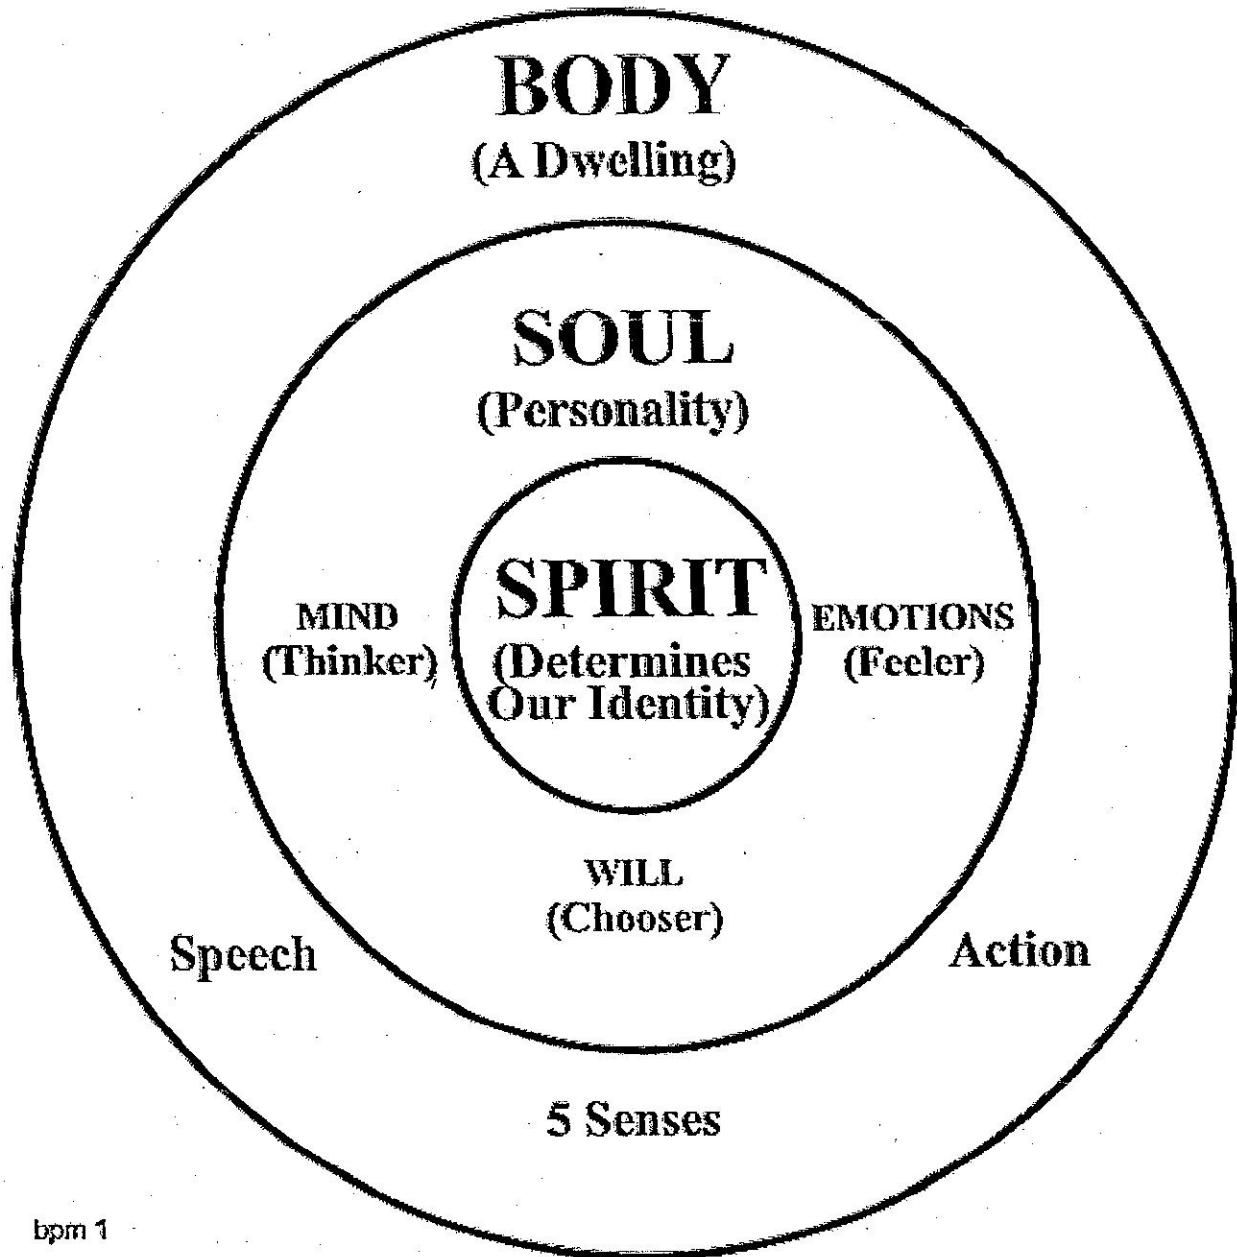 BODY
(A Dwelling)
SOUL
(Personality)
SPIRIT
(Determines
Our Identity)
MIND
(Thinker)
EMOTIONS
(Feeler)
WILL
(Chooser)
Speech
Action
5 Senses
bpm 1